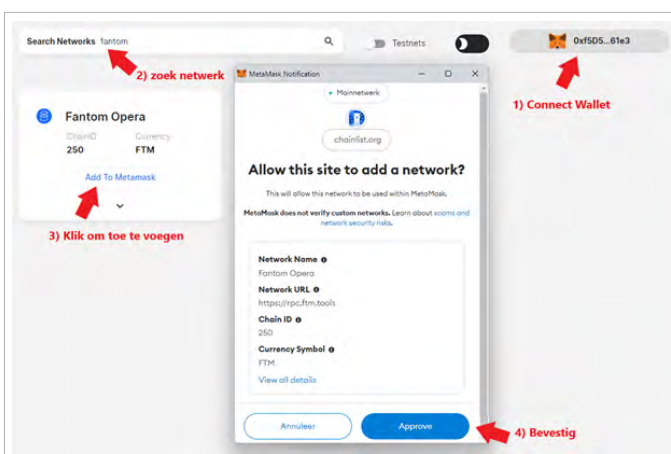 Search Networks fantom
Testnets
0xf5D5...61e3
2) zoek netwerk
1) Connect Wallet
Fantom Opera
ChainID Currency
250 FTM
Add To Metamask
3) Klik om toe te voegen
MetaMask Notification
Mainnetwerk
chainlist.org
Allow this site to add a network?
This will allow this network to be used within MetaMask.
MetaMask does not verify custom networks. Learn about scams and
network security risks.
Network Name
Fantom Opera
Network URL
https://rpc.ftm.tools
Chain ID
250
Currency Symbol
FTM
View all details
Annuleer
Approve
4) Bevestig